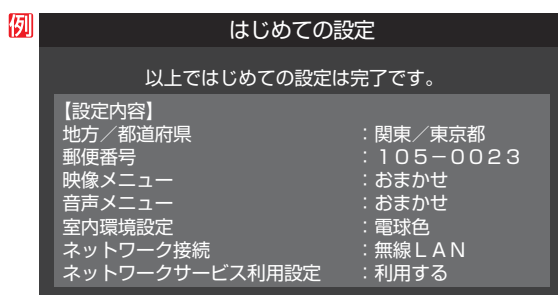 例
はじめての設定
以上ではじめての設定は完了です。
【設定内容】
地方／都道府県　：関東／東京都
郵便番号　：１０５－００２３
映像メニュー　：おまかせ
音声メニュー　：おまかせ
室内環境設定　：電球色
ネットワーク接続　：無線ＬＡＮ
ネットワークサービス利用設定　：利用する